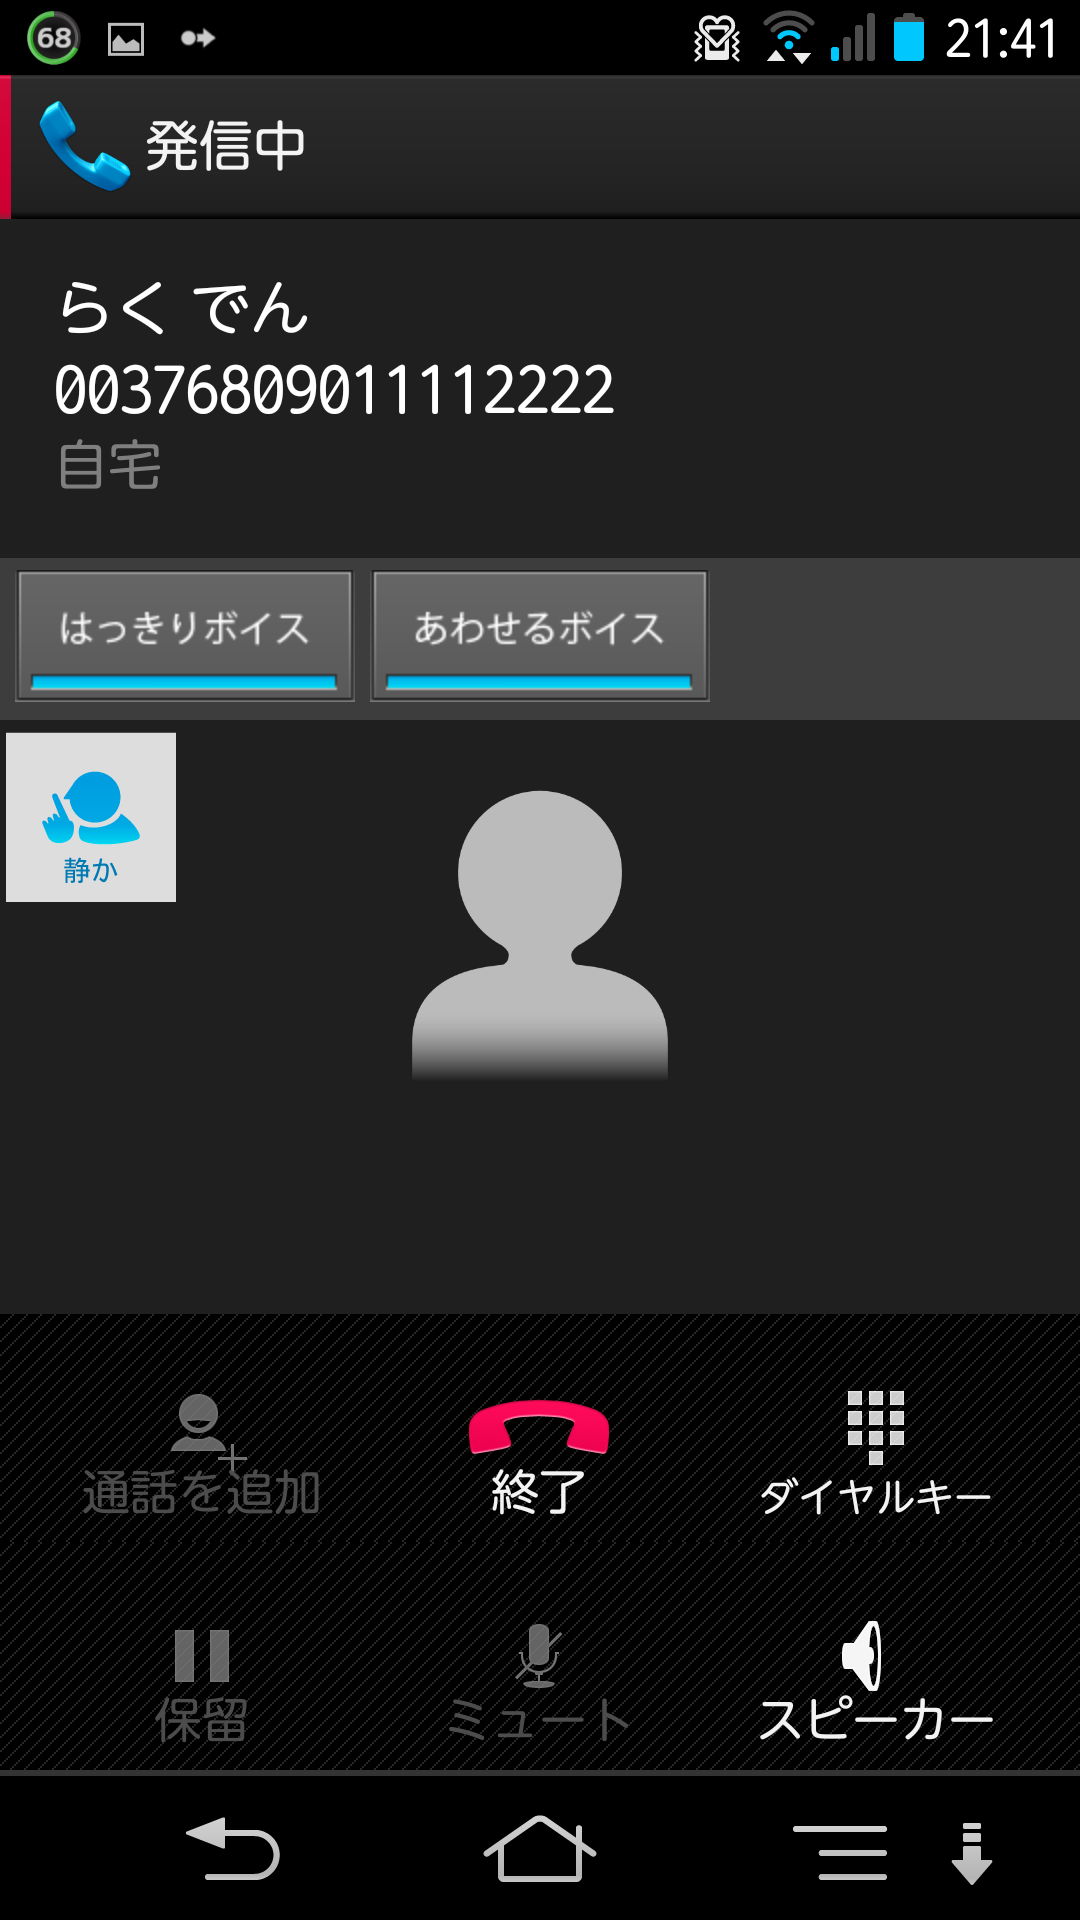 68 21:41
発信中
らく でん
00376809011112222
自宅
はっきりボイス あわせるボイス
静か
通話を追加 終了 ダイヤルキー
保留 ミュート スピーカー